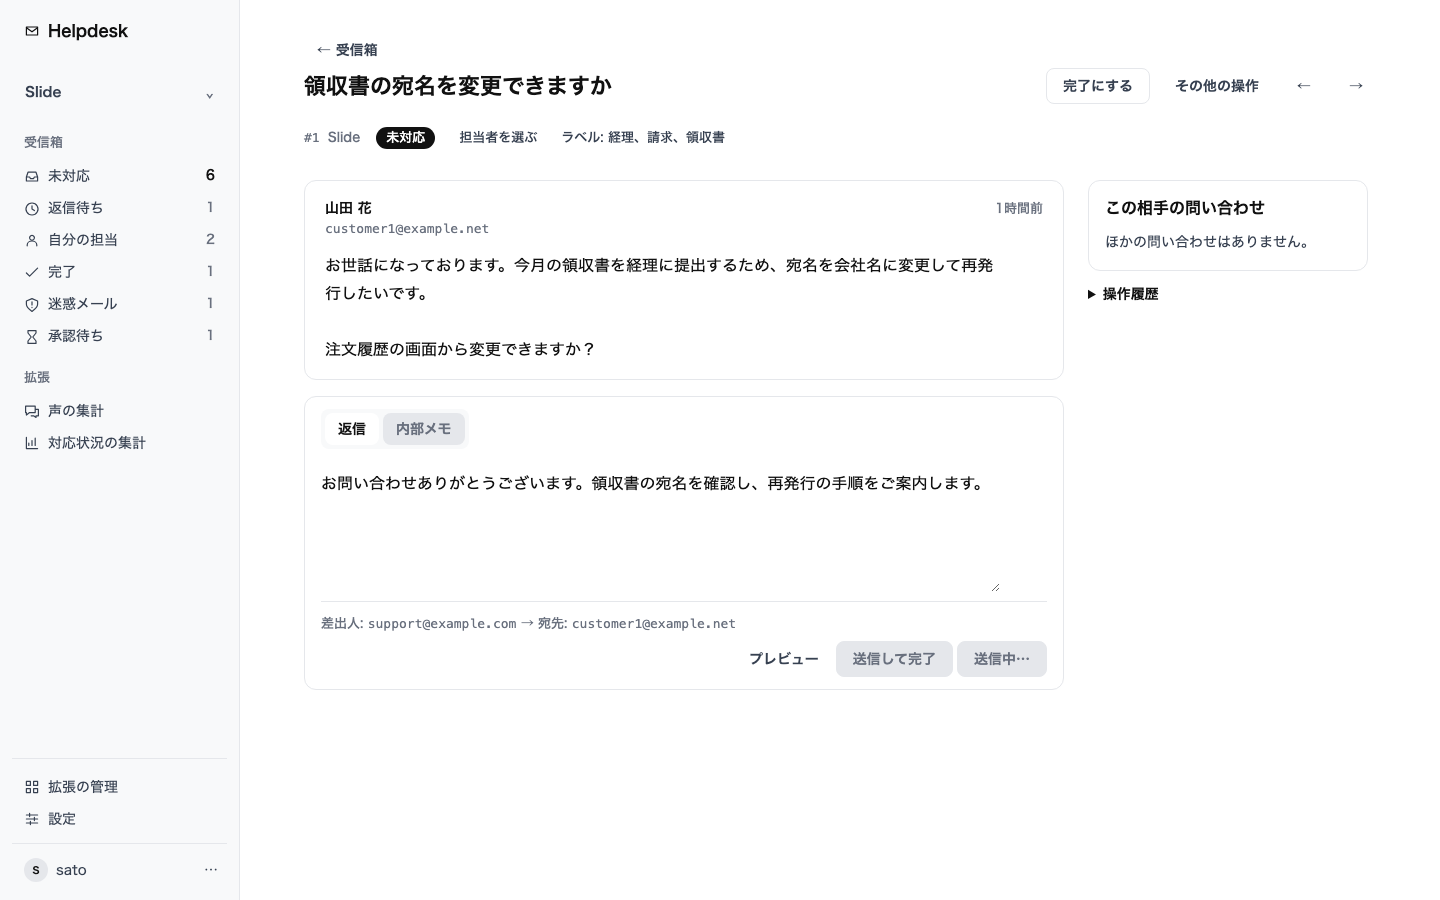 Helpdesk
Slide
受信箱
未対応 6
返信待ち 1
自分の担当 2
完了 1
迷惑メール 1
承認待ち 1
拡張
声の集計
対応状況の集計
拡張の管理
設定
S sato ⋯
← 受信箱
領収書の宛名を変更できますか
完了にする その他の操作 ← →
#1 Slide 未対応 担当者を選ぶ ラベル: 経理、請求、領収書
山田 花 1時間前
customer1@example.net
お世話になっております。今月の領収書を経理に提出するため、宛名を会社名に変更して再発
行したいです。
注文履歴の画面から変更できますか？
返信 内部メモ
お問い合わせありがとうございます。領収書の宛名を確認し、再発行の手順をご案内します。
差出人: support@example.com → 宛先: customer1@example.net
プレビュー 送信して完了 送信中…
この相手の問い合わせ
ほかの問い合わせはありません。
▶ 操作履歴